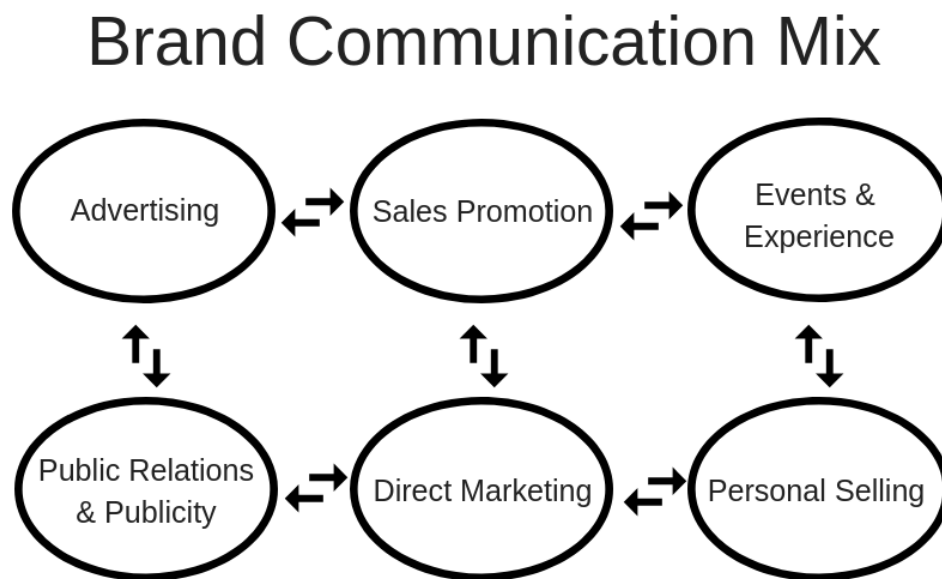 Brand Communication Mix
Advertising
Sales Promotion
Events &
Experience
Public Relations
& Publicity
Direct Marketing
Personal Selling